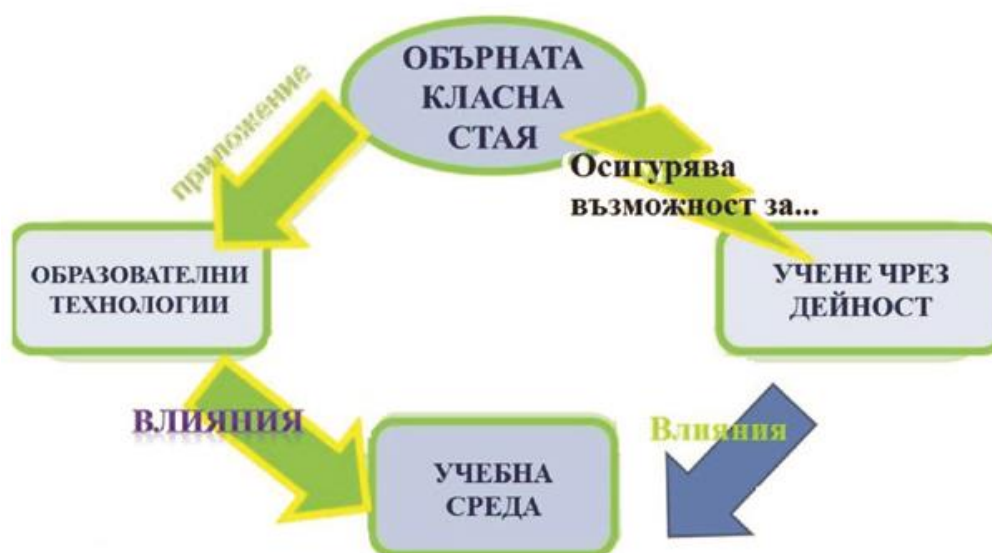 ОБЪРНАТА
КЛАСНА
СТАЯ
приложение
Осигурява
възможност за...
ОБРАЗОВАТЕЛНИ
ТЕХНОЛОГИИ
УЧЕНЕ ЧРЕЗ
ДЕЙНОСТ
ВЛИЯНИЯ
Влияния
УЧЕБНА
СРЕДА